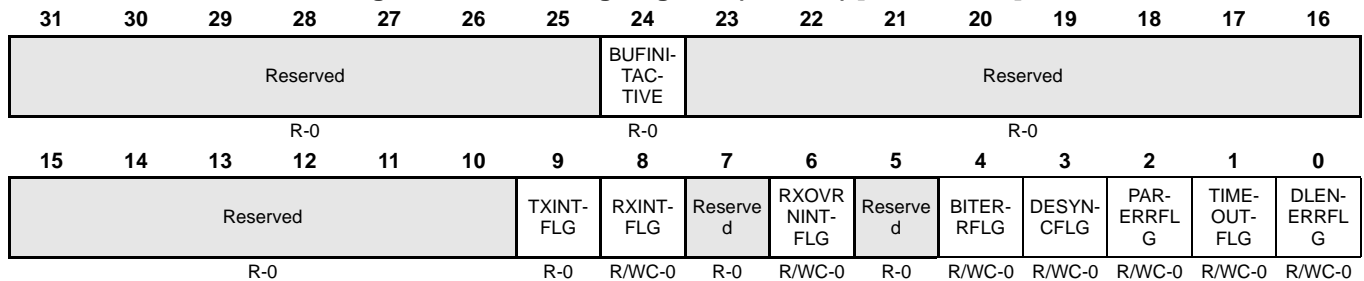 31 30 29 28 27 26 25 24 23 22 21 20 19 18 17 16
Reserved BUFINI-
TAC-
TIVE Reserved
R-0 R-0 R-0
15 14 13 12 11 10 9 8 7 6 5 4 3 2 1 0
Reserved TXINT-
FLG RXINT-
FLG Reserve
d RXOVR
NINT-
FLG Reserve
d BITER-
RFLG DESYN-
CFLG PAR-
ERRFL
G TIME-
OUT-
FLG DLEN-
ERRFL
G
R-0 R-0 R/WC-0 R-0 R/WC-0 R-0 R/WC-0 R/WC-0 R/WC-0 R/WC-0 R/WC-0